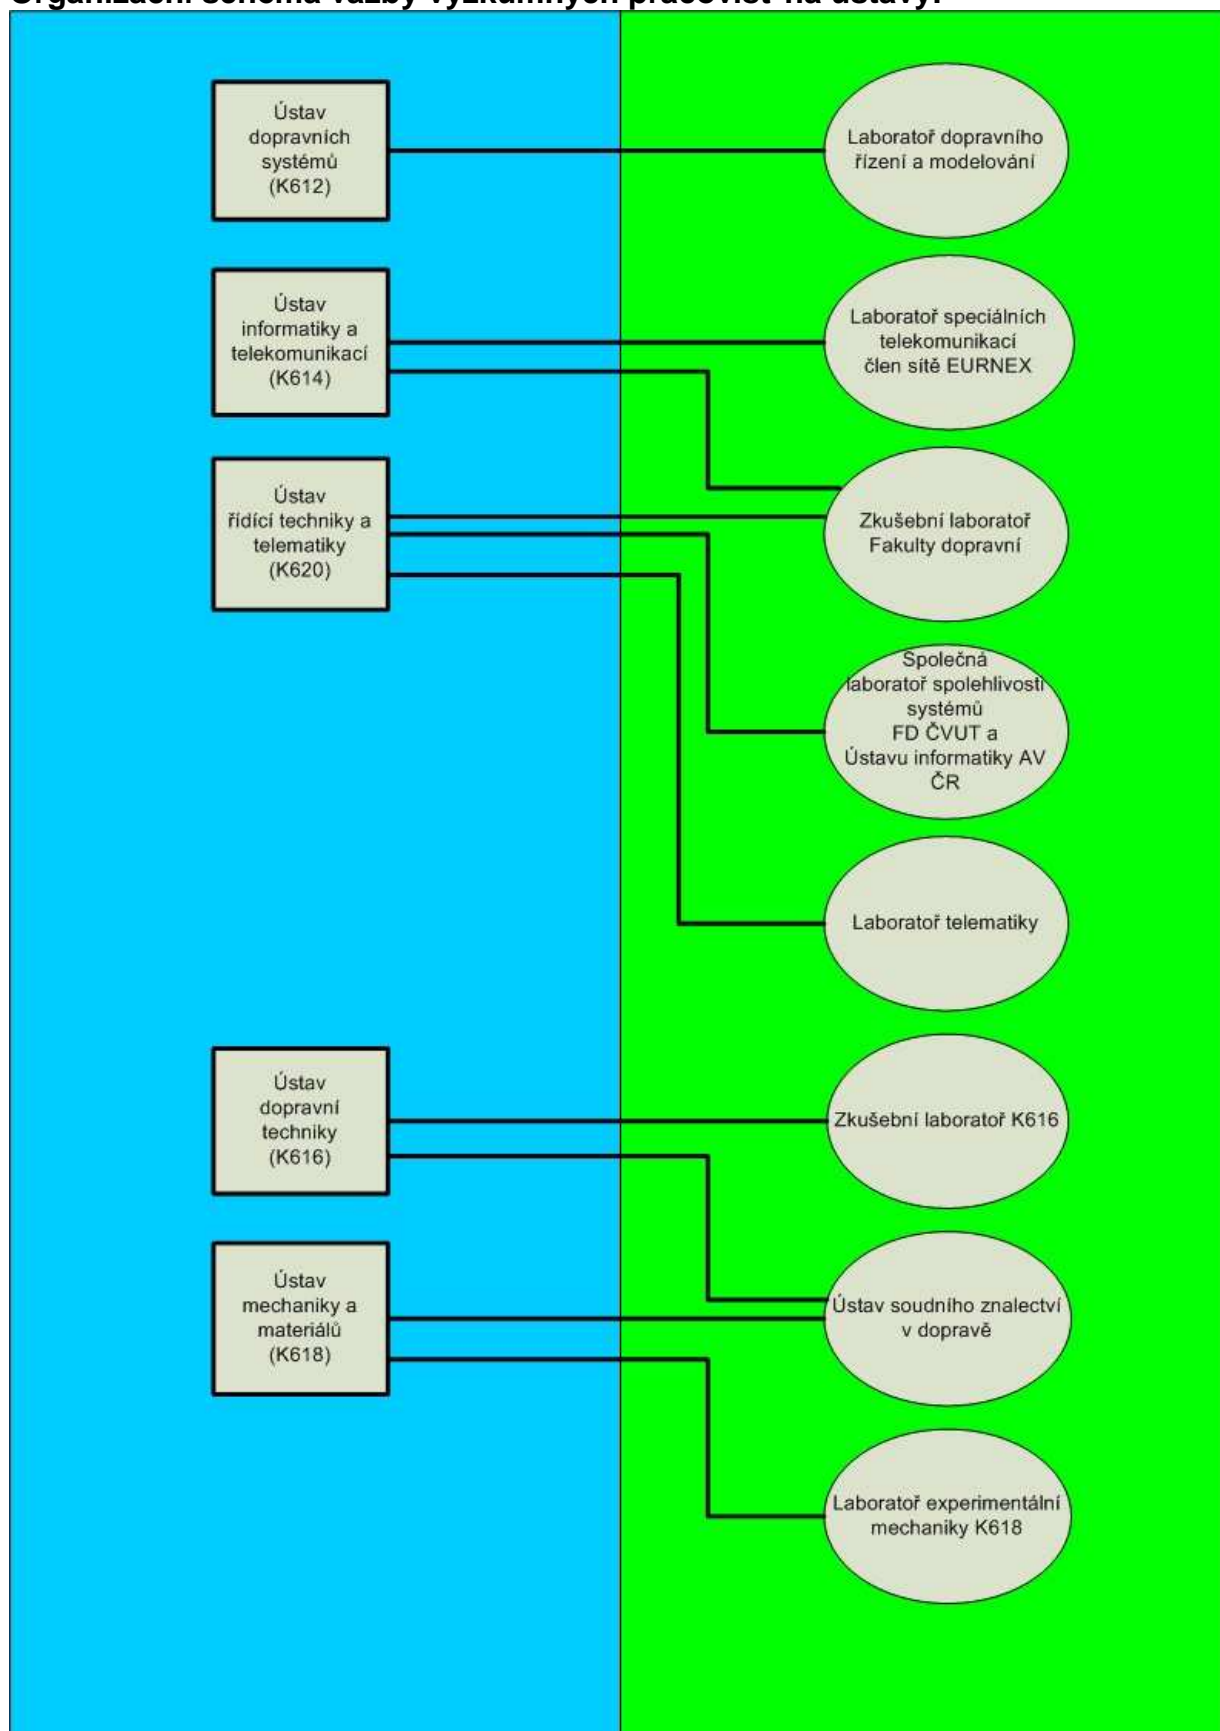 Organizační schéma vazby výzkumných pracovišť na ústavy:
Ústav
dopravních
systémů
(K612)
Laboratoř dopravního
řízení a modelování
Ústav
informatiky a
telekomunikací
(K614)
Laboratoř speciálních
telekomunikací
člen sítě EURNEX
Ústav
řídící techniky a
telematiky
(K620)
Zkušební laboratoř
Fakulty dopravní
Společná
laboratoř spolehlivosti
systémů
FD ČVUT a
Ústavu informatiky AV
ČR
Laboratoř telematiky
Ústav
dopravní
techniky
(K616)
Zkušební laboratoř K616
Ústav
mechaniky a
materiálů
(K618)
Ústav soudního znalectví
v dopravě
Laboratoř experimentální
mechaniky K618